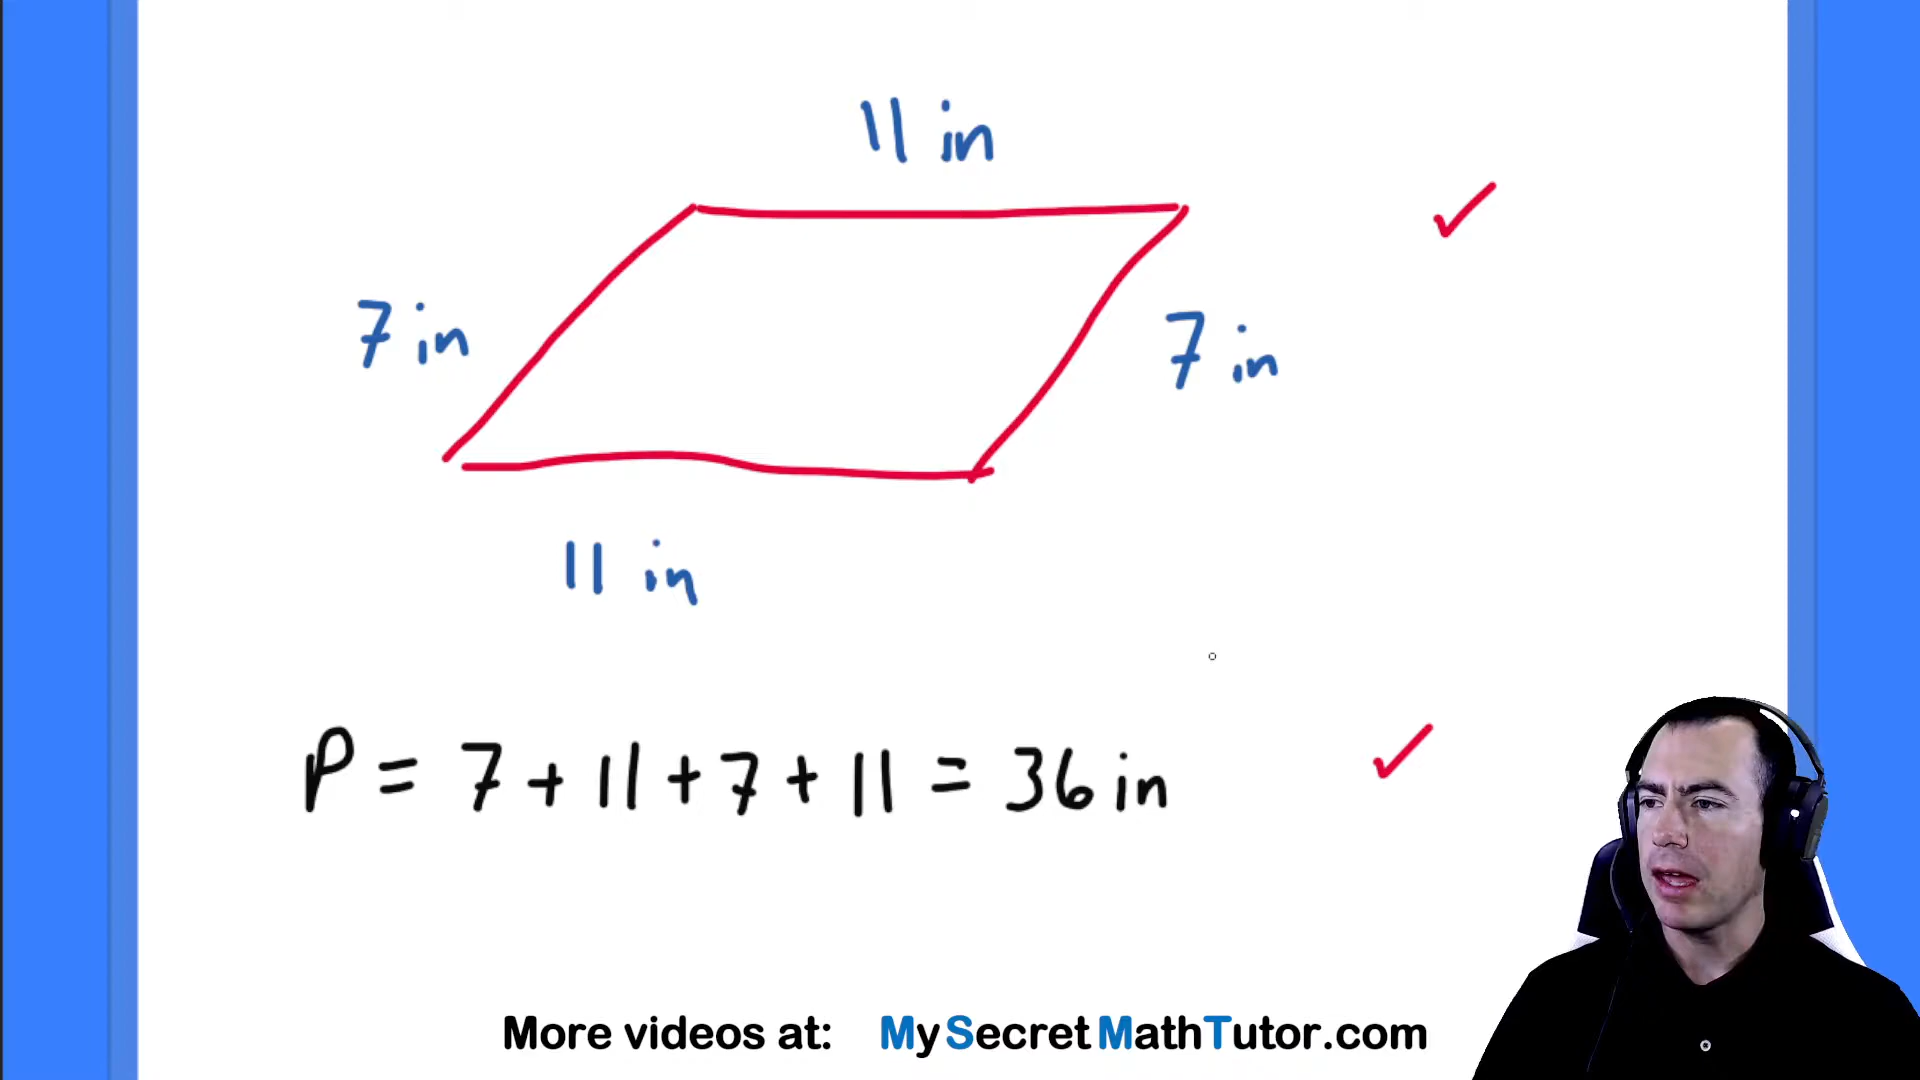 11 in
7 in
7 in
11 in
P = 7 + 11 + 7 + 11 = 36 in
More videos at: MySecretMathTutor.com